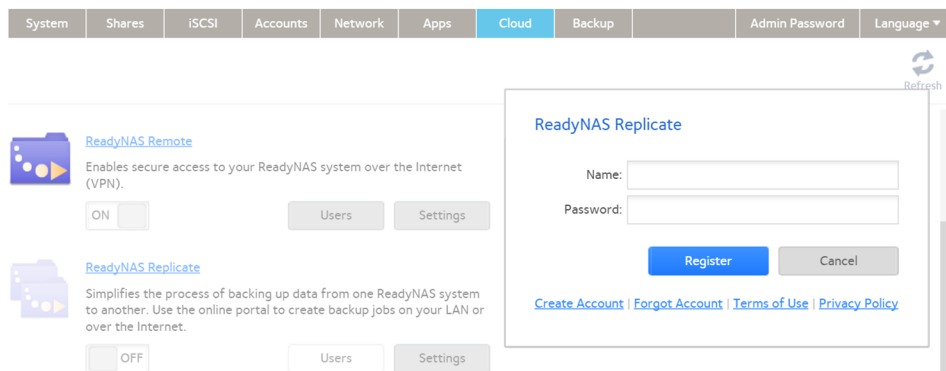 System Shares iSCSI Accounts Network Apps Cloud Backup Admin Password Language
Refresh
ReadyNAS Remote
Enables secure access to your ReadyNAS system over the Internet
(VPN).
ON Users Settings
ReadyNAS Replicate
Simplifies the process of backing up data from one ReadyNAS system
to another. Use the online portal to create backup jobs on your LAN or
over the Internet.
OFF Users Settings
ReadyNAS Replicate
Name:
Password:
Register Cancel
Create Account | Forgot Account | Terms of Use | Privacy Policy